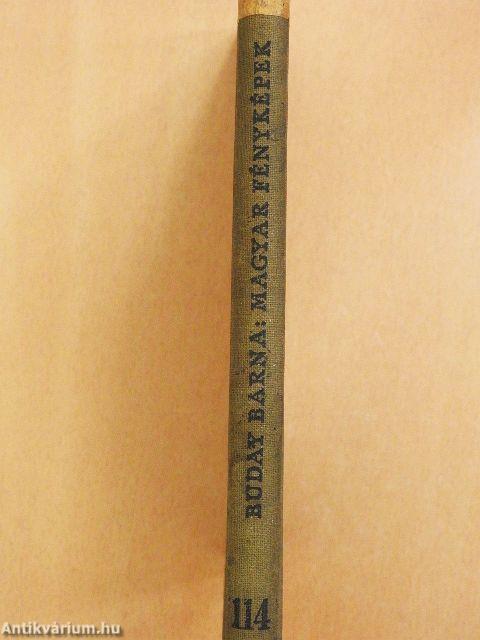 BUDAY BARNA: MAGYAR FÉNYKÉPEK
114
Antikvárium.hu